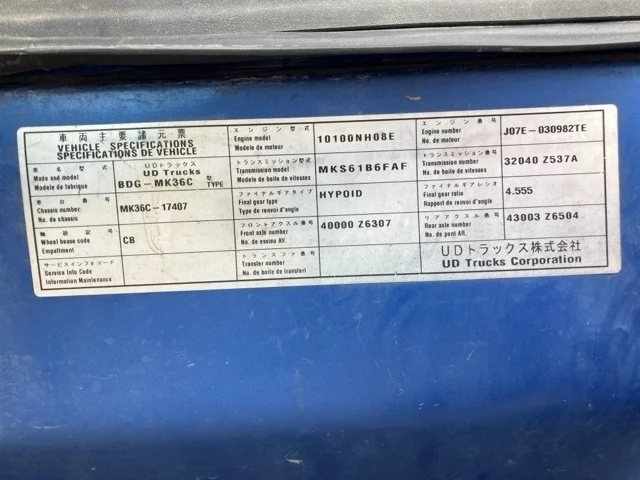 車両主要諸元票
VEHICLE SPECIFICATIONS
SPECIFICATIONS DE VEHICLE
車名型式
Make and model
Modele de fabrique
UDトラックス
UD Trucks
BDG-MK36C
型
TYPE
車台番号
Chassis number
No de chassis
MK36C-17407
軸距記号
Wheel base code
Empattement
CB
サービスインフォコード
Service Info Code
Information Maintenance
エンジン型式
Engine model
Modele de moteur
10100NH08E
トランスミッション型式
Transmission model
Modele de boite de vitesses
MKS61B6FAF
ファイナルギアタイプ
Final gear type
Type de renvoi d'angle
HYPOID
フロントアクスル番号
Front axle number
No. de essieu AV.
40000 Z6307
トランスファ番号
Transfer number
No de boite de transfert
エンジン番号
Engine number
No de moteur
J07E-030982TE
トランスミッション番号
Transmission number
No. de boite de vitesses
32040 Z537A
ファイナルギアレシオ
Final gear ratio
Rapport de renvoi d'angle
4.555
リアアクスル番号
Rear axle number
No. de pont AR.
43003 Z6504
UDトラックス株式会社
UD Trucks Corporation